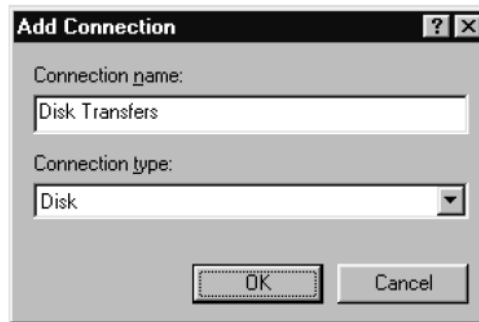 Add Connection
Connection name:
Disk Transfers
Connection type:
Disk
OK Cancel